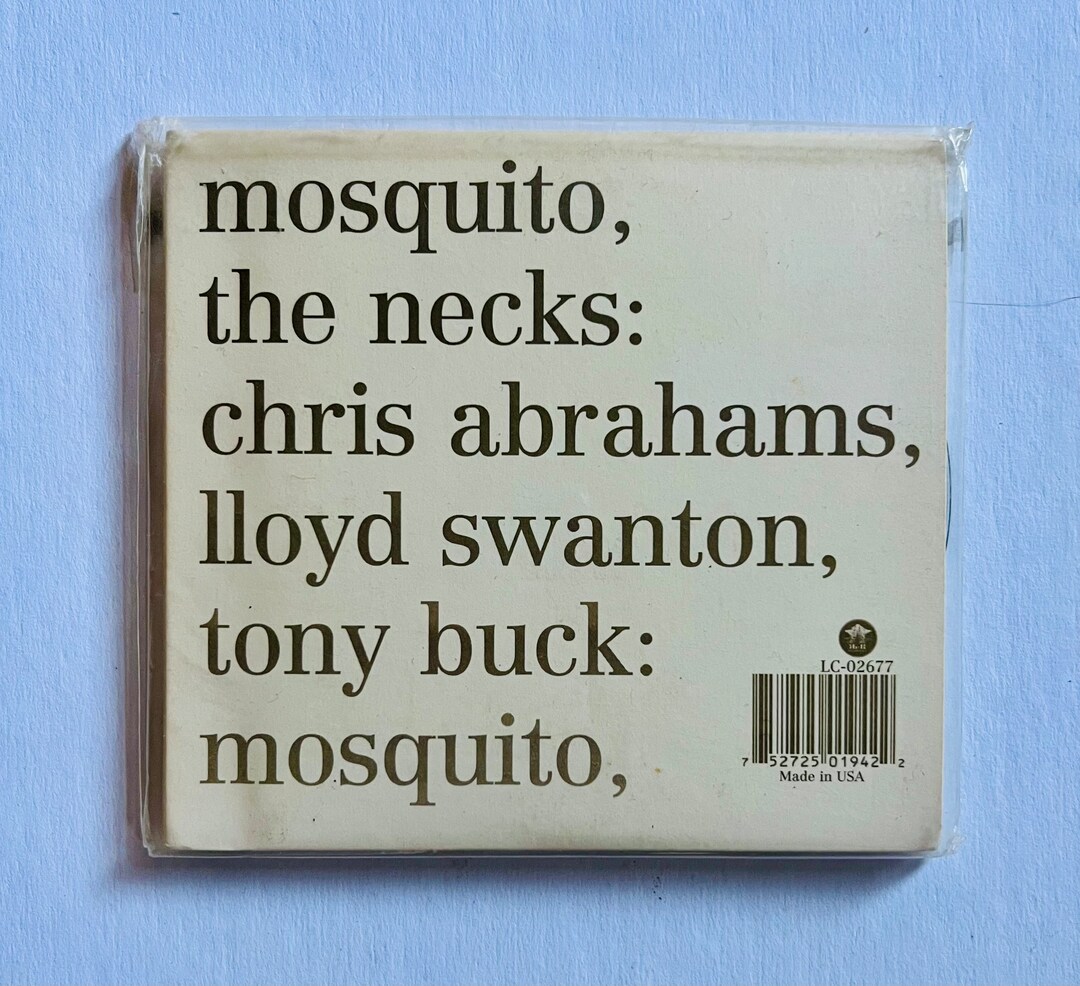 mosquito,
the necks:
chris abrahams,
lloyd swanton,
tony buck:
mosquito,
LC-02677
7 52725 01942 2
Made in USA